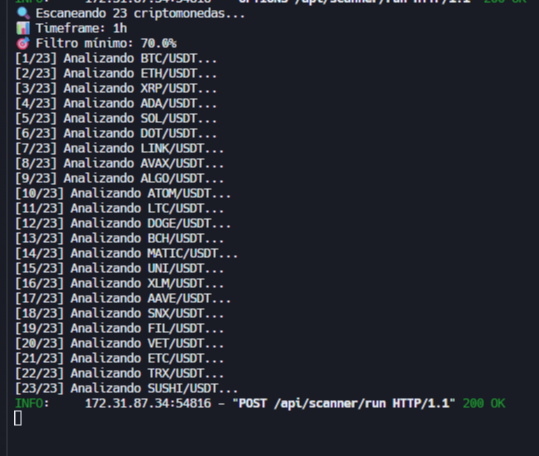 INFO: 172.31.87.34:54816 - "OPTIONS /api/scanner/run HTTP/1.1" 200 OK
🔍 Escaneando 23 criptomonedas...
📊 Timeframe: 1h
🎯 Filtro mínimo: 70.0%
[1/23] Analizando BTC/USDT...
[2/23] Analizando ETH/USDT...
[3/23] Analizando XRP/USDT...
[4/23] Analizando ADA/USDT...
[5/23] Analizando SOL/USDT...
[6/23] Analizando DOT/USDT...
[7/23] Analizando LINK/USDT...
[8/23] Analizando AVAX/USDT...
[9/23] Analizando ALGO/USDT...
[10/23] Analizando ATOM/USDT...
[11/23] Analizando LTC/USDT...
[12/23] Analizando DOGE/USDT...
[13/23] Analizando BCH/USDT...
[14/23] Analizando MATIC/USDT...
[15/23] Analizando UNI/USDT...
[16/23] Analizando XLM/USDT...
[17/23] Analizando AAVE/USDT...
[18/23] Analizando SNX/USDT...
[19/23] Analizando FIL/USDT...
[20/23] Analizando VET/USDT...
[21/23] Analizando ETC/USDT...
[22/23] Analizando TRX/USDT...
[23/23] Analizando SUSHI/USDT...
INFO: 172.31.87.34:54816 - "POST /api/scanner/run HTTP/1.1" 200 OK